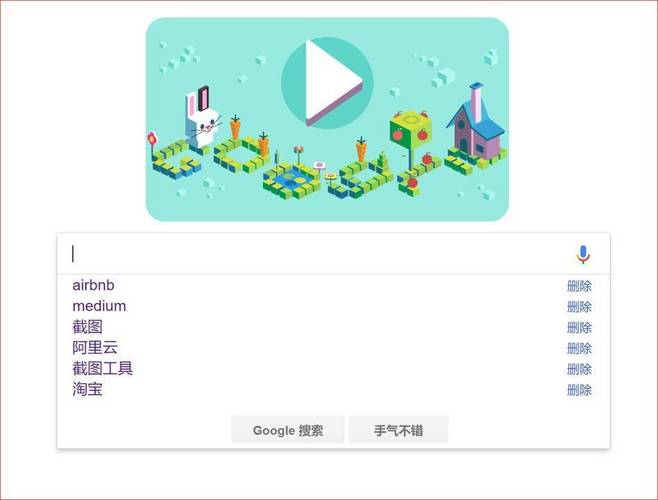 airbnb 删除
medium 删除
截图 删除
阿里云 删除
截图工具 删除
淘宝 删除
Google 搜索 手气不错